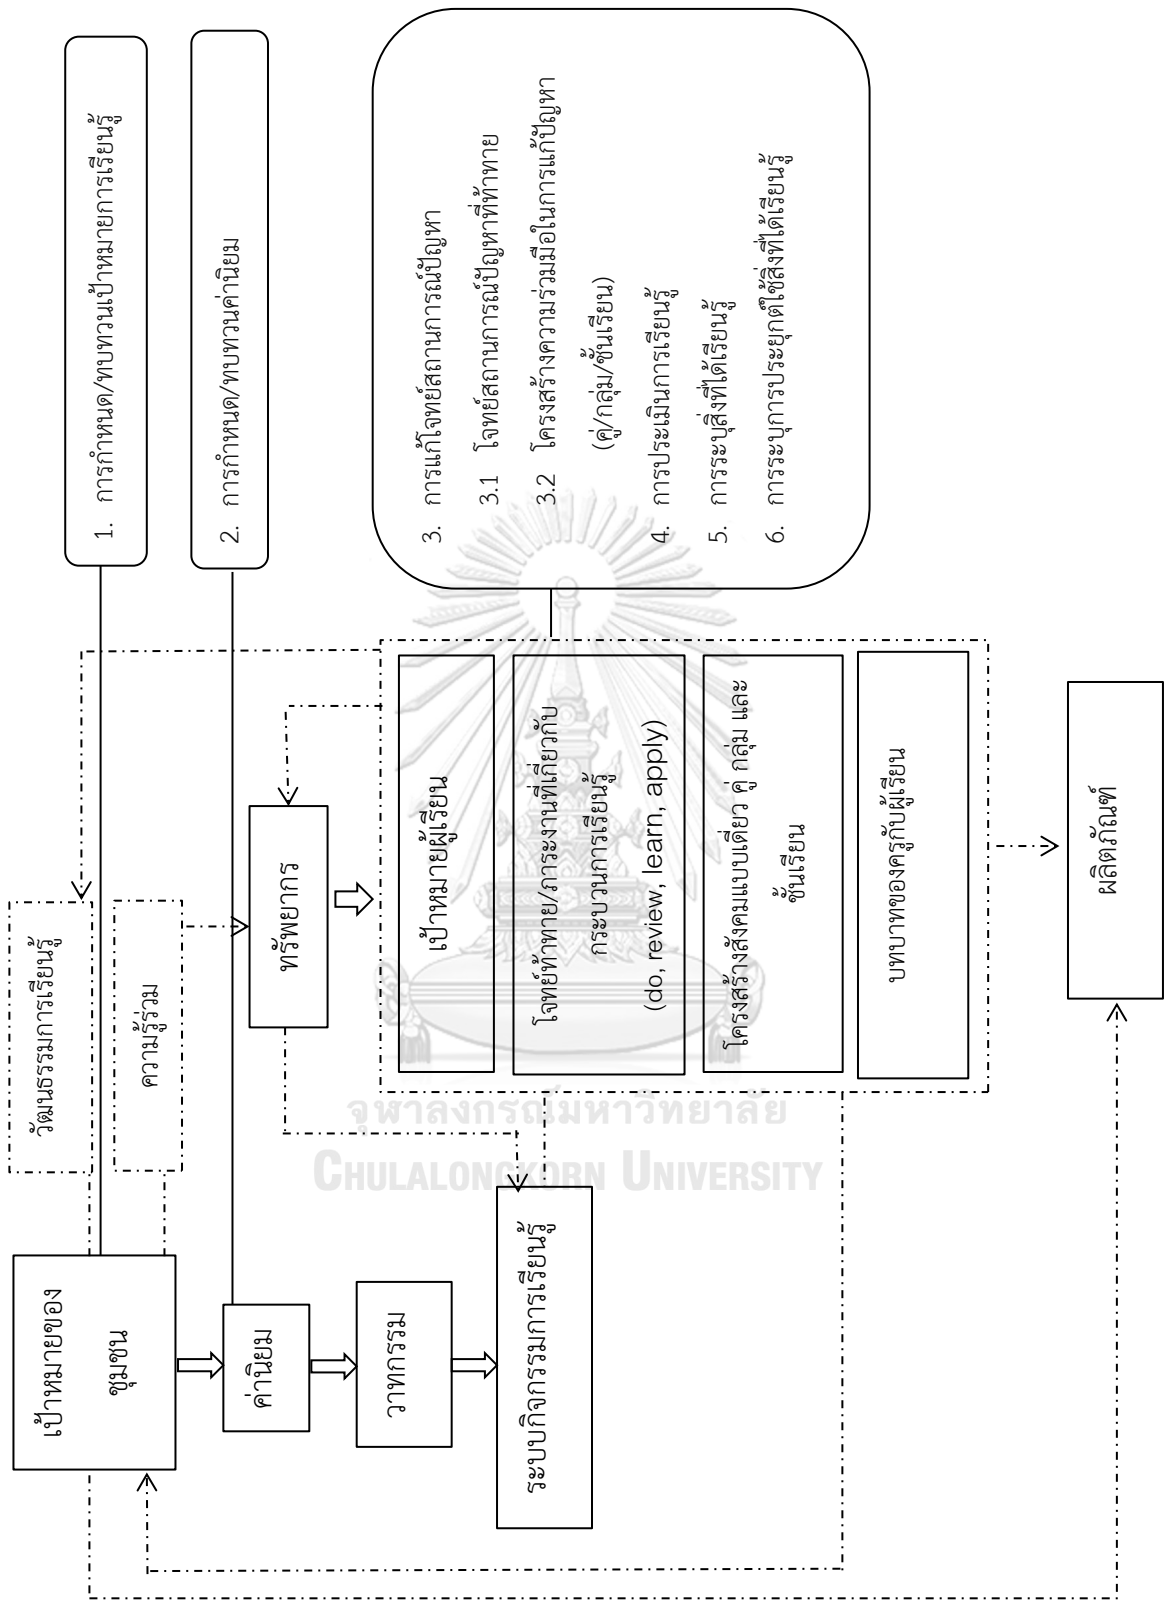 เป้าหมายของ
ชุมชน
ค่านิยม
วาทกรรม
ระบบกิจกรรมการเรียนรู้
วัฒนธรรมการเรียนรู้
ความรู้ร่วม
ทรัพยากร
เป้าหมายผู้เรียน
โจทย์ท้าทาย/ภาระงานที่เกี่ยวกับ
กระบวนการเรียนรู้
(do, review, learn, apply)
โครงสร้างสังคมแบบเดี่ยว คู่ กลุ่ม และ
ชั้นเรียน
บทบาทของครูกับผู้เรียน
ผลิตภัณฑ์
1. การกำหนด/ทบทวนเป้าหมายการเรียนรู้
2. การกำหนด/ทบทวนค่านิยม
3. การแก้โจทย์สถานการณ์ปัญหา
3.1 โจทย์สถานการณ์ปัญหาที่ท้าทาย
3.2 โครงสร้างความร่วมมือในการแก้ปัญหา
(คู่/กลุ่ม/ชั้นเรียน)
4. การประเมินการเรียนรู้
5. การระบุสิ่งที่ได้เรียนรู้
6. การระบุการประยุกต์ใช้สิ่งที่ได้เรียนรู้
จุฬาลงกรณ์มหาวิทยาลัย
CHULALONGKORN UNIVERSITY